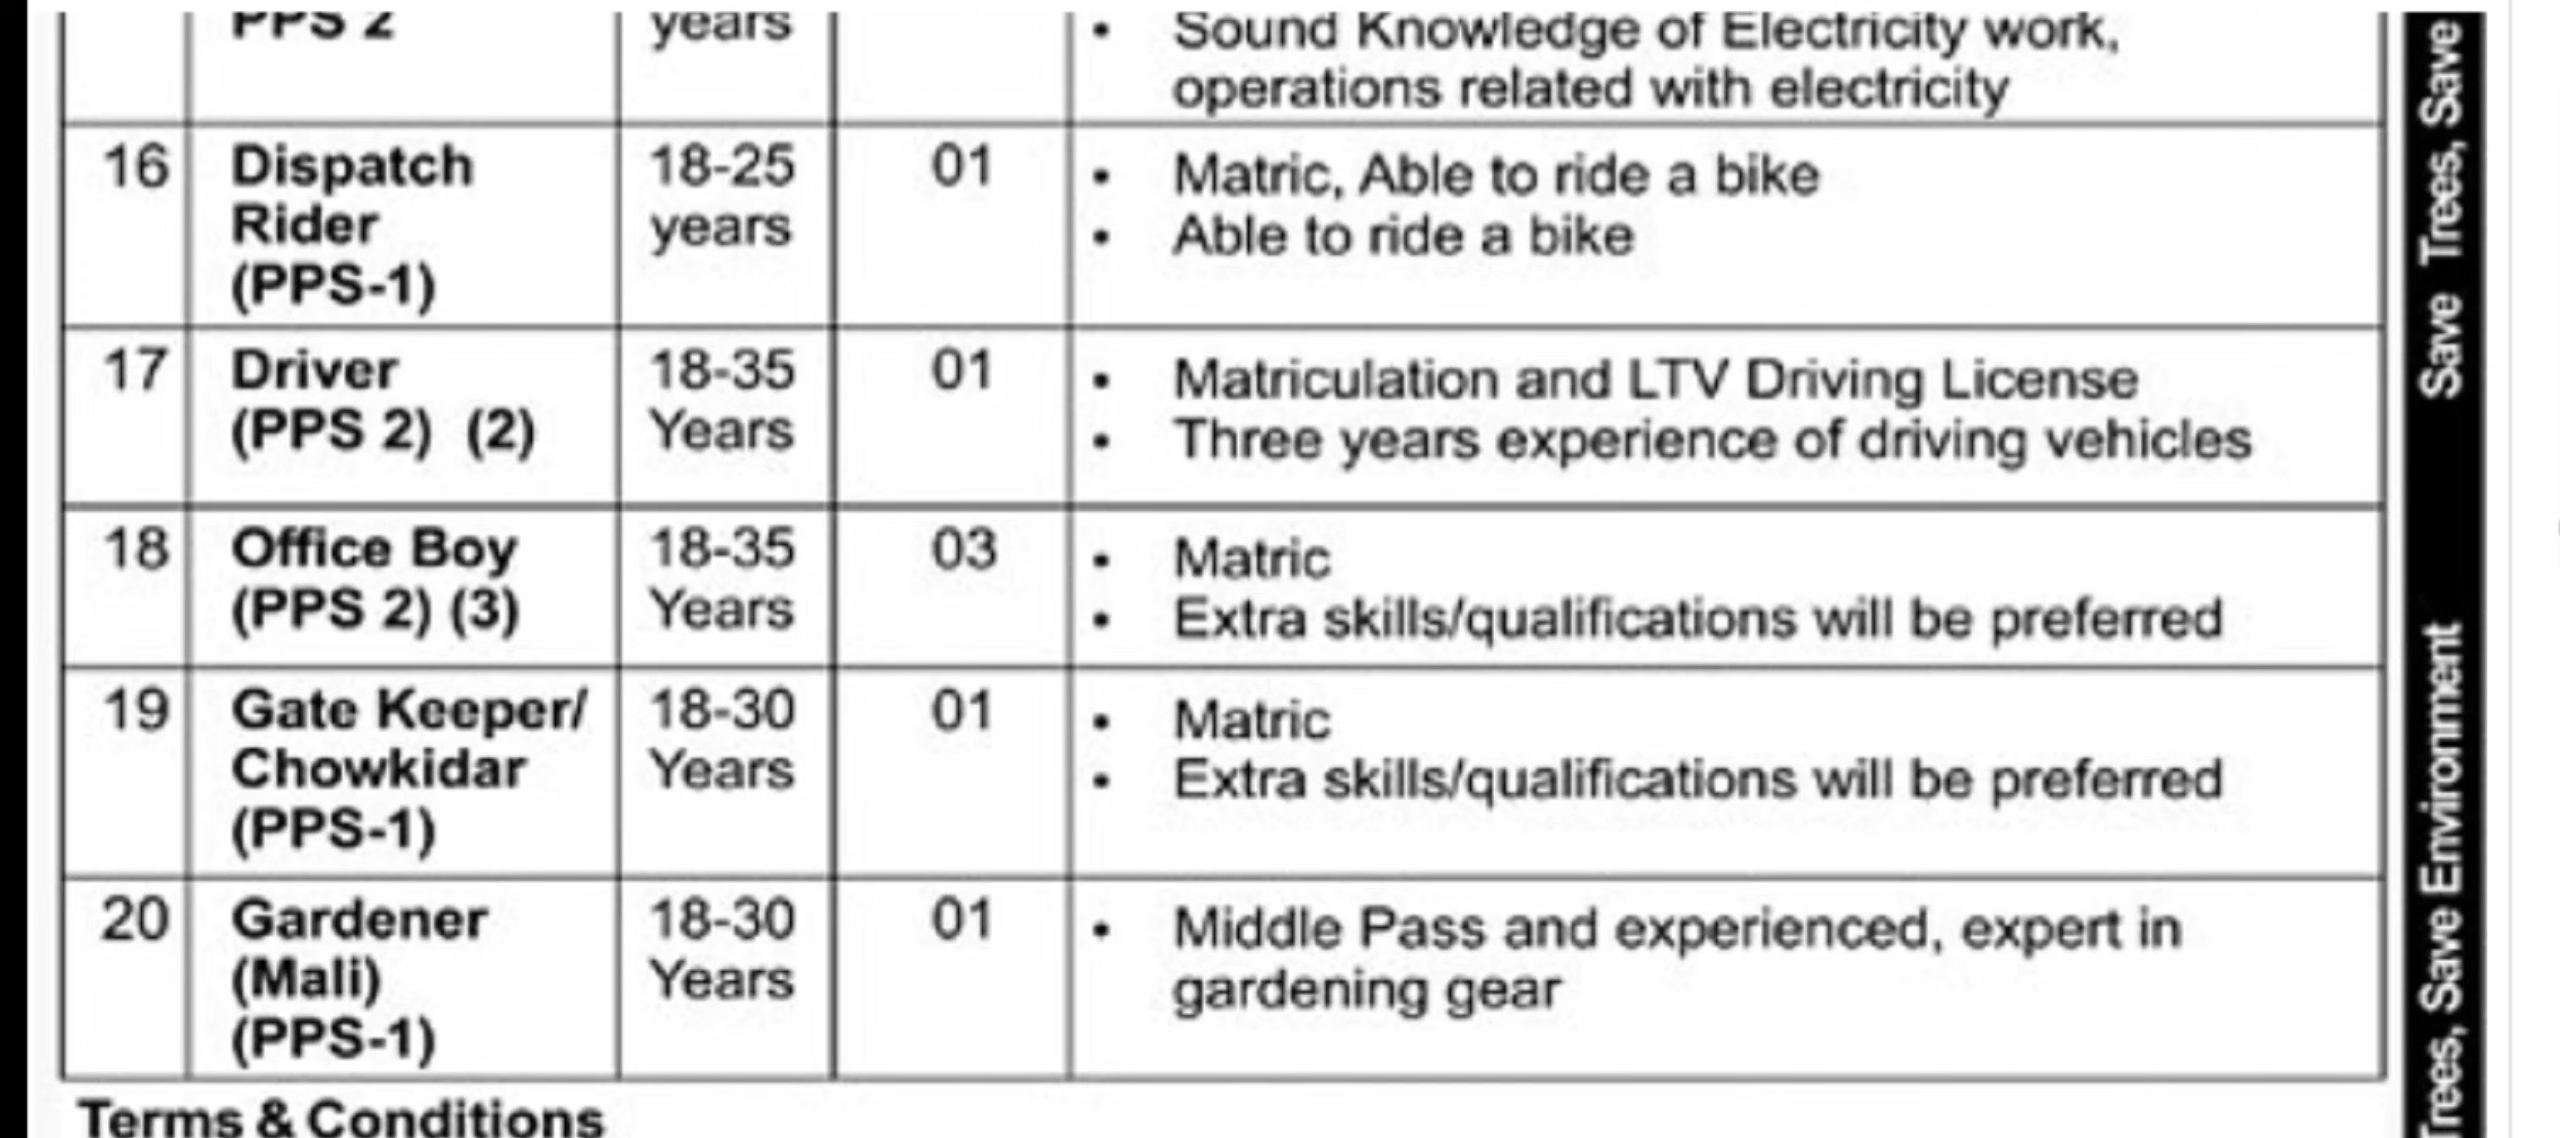 PPS 2 years • Sound Knowledge of Electricity work,
operations related with electricity
16 Dispatch 18-25 01 • Matric, Able to ride a bike
Rider years • Able to ride a bike
(PPS-1)
17 Driver 18-35 01 • Matriculation and LTV Driving License
(PPS 2) (2) Years • Three years experience of driving vehicles
18 Office Boy 18-35 03 • Matric
(PPS 2) (3) Years • Extra skills/qualifications will be preferred
19 Gate Keeper/ 18-30 01 • Matric
Chowkidar Years • Extra skills/qualifications will be preferred
(PPS-1)
20 Gardener 18-30 01 • Middle Pass and experienced, expert in
(Mali) Years gardening gear
(PPS-1)
Terms & Conditions
Trees, Save Environment Save Trees, Save